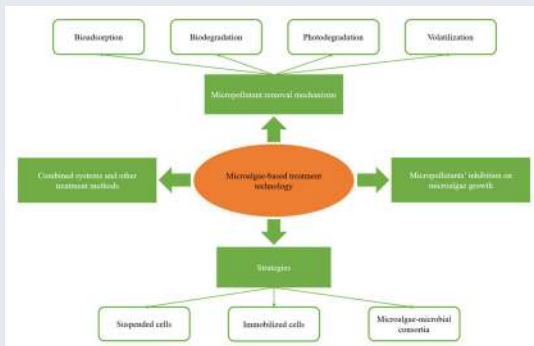 Bioadsorption
Biodegradation
Photodegradation
Volatilization
Micropollutant removal mechanisms
Combined systems and other
treatment methods
Microalgae-based treatment
technology
Micropollutants' inhibition on
microalgae growth
Strategies
Suspended cells
Immobilized cells
Microalgae-microbial
consortia